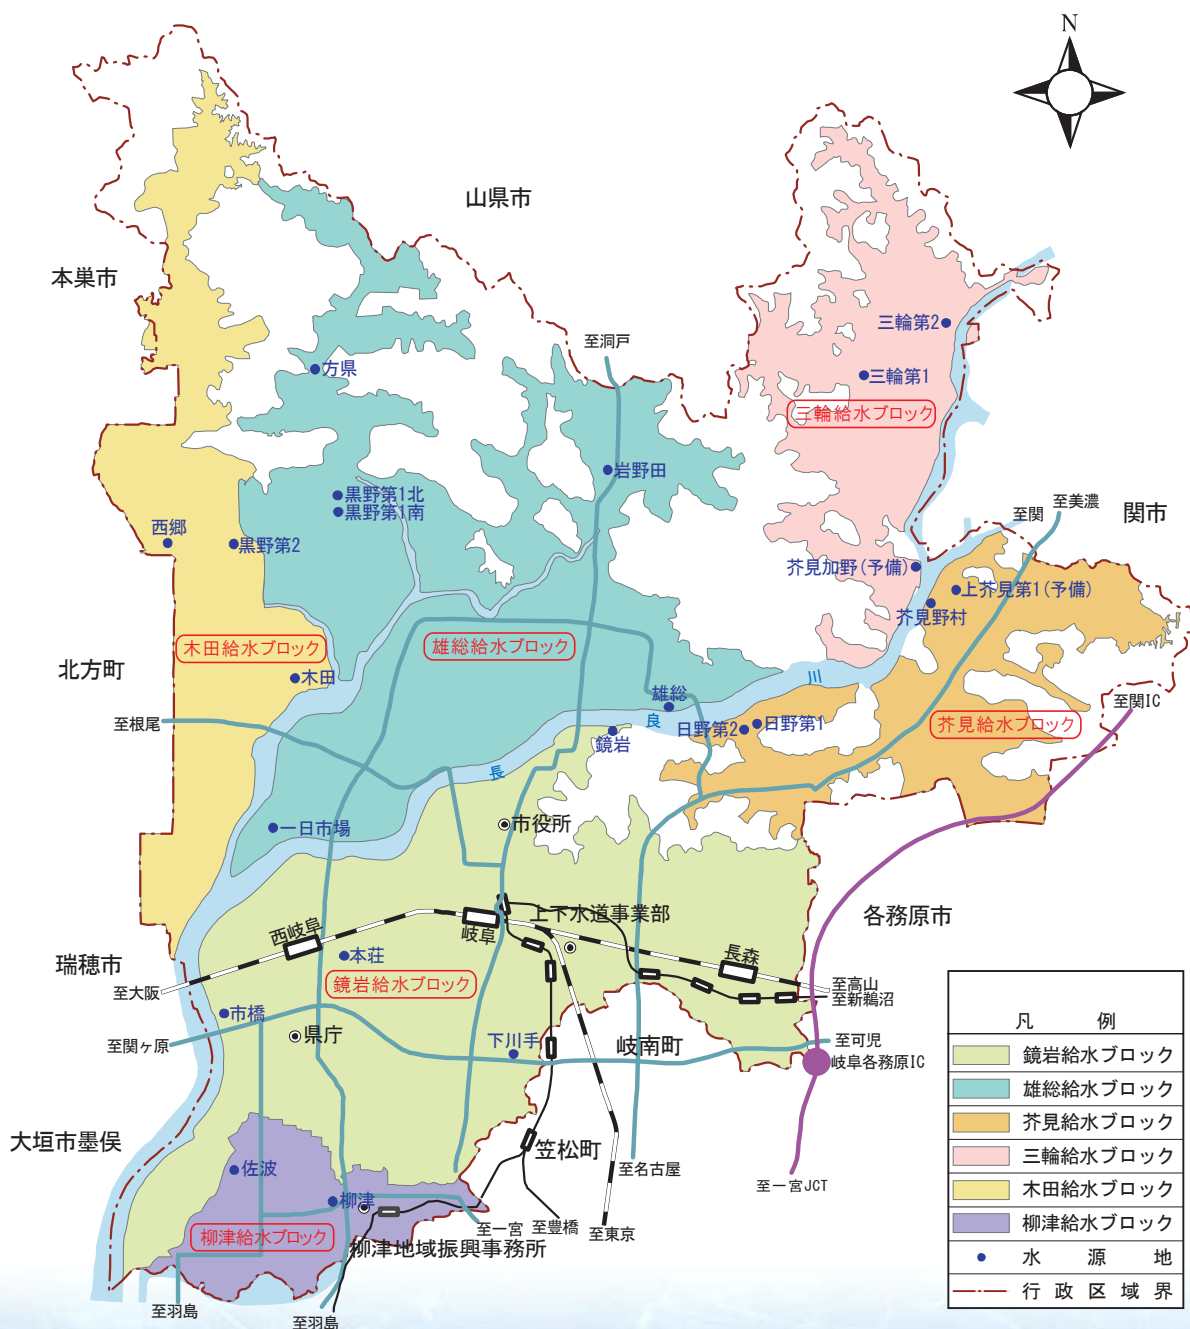 N
山県市
本巣市
至洞戸
三輪第2
方県
三輪第1
三輪給水ブロック
岩野田
黒野第1北
黒野第1南
至美濃
至関
関市
西郷
黒野第2
芥見加野(予備)
上芥見第1(予備)
芥見野村
木田給水ブロック
雄総給水ブロック
北方町
木田
川
雄総
至関IC
至根尾
良
日野第2
日野第1
芥見給水ブロック
鏡岩
長
一日市場
市役所
上下水道事業部
各務原市
西岐阜
岐阜
長森
本荘
瑞穂市
鏡岩給水ブロック
至大阪
至高山
至新鵜沼
市橋
県庁
下川手
岐南町
至関ヶ原
至可児
岐阜各務原IC
大垣市墨俣
笠松町
佐波
至名古屋
至一宮JCT
柳津
柳津給水ブロック
至一宮
至豊橋
至東京
柳津地域振興事務所
至羽島
至羽島
凡例
鏡岩給水ブロック
雄総給水ブロック
芥見給水ブロック
三輪給水ブロック
木田給水ブロック
柳津給水ブロック
水源地
行政区域界